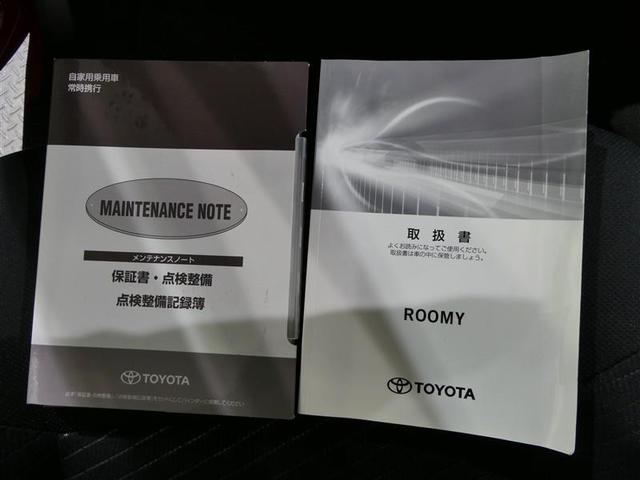 自家用乗用車
常時携行
MAINTENANCE NOTE
メンテナンスノート
保証書・点検整備
点検整備記録簿
TOYOTA
取扱書
よくお読みになってご使用ください。
取扱書は車の中に保管しましょう。
ROOMY
TOYOTA